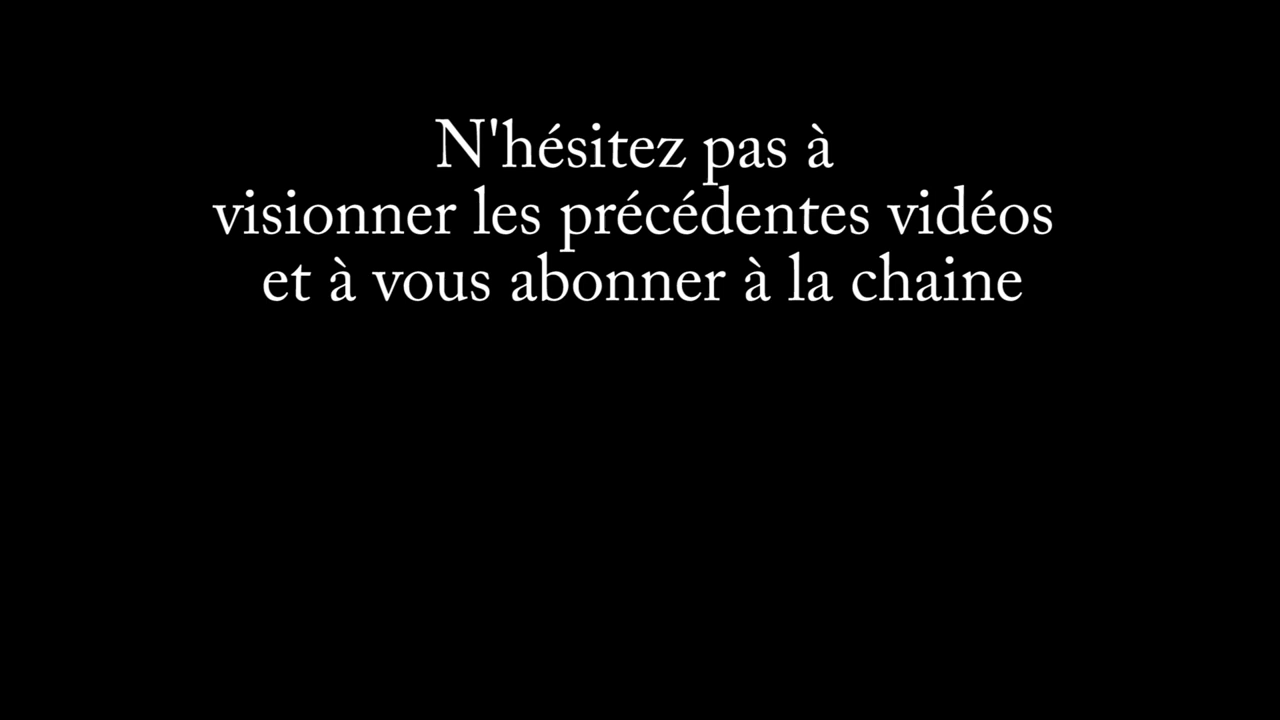 N'hésitez pas à
visionner les précédentes vidéos
et à vous abonner à la chaine